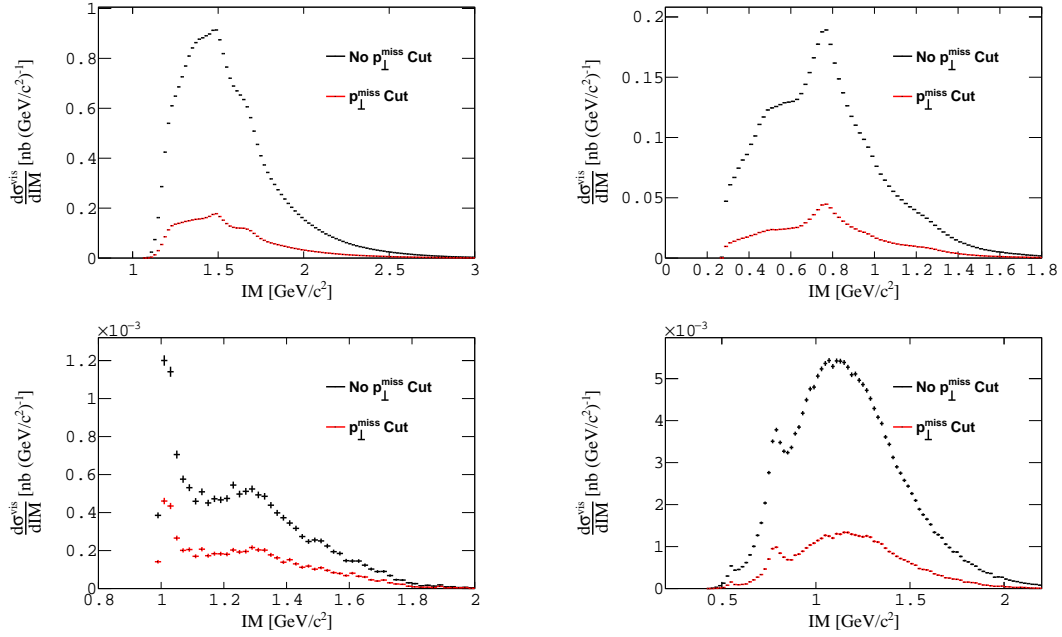 1
0.8
0.6
0.4
0.2
0
1 1.5 2 2.5 3
dσ^vis/dIM [nb (GeV/c²)⁻¹]
IM [GeV/c²]
No p⊥^miss Cut
p⊥^miss Cut
0.2
0.15
0.1
0.05
0
0 0.2 0.4 0.6 0.8 1 1.2 1.4 1.6 1.8
dσ^vis/dIM [nb (GeV/c²)⁻¹]
IM [GeV/c²]
No p⊥^miss Cut
p⊥^miss Cut
×10⁻³
1.2
1
0.8
0.6
0.4
0.2
0
0.8 1 1.2 1.4 1.6 1.8 2
dσ^vis/dIM [nb (GeV/c²)⁻¹]
IM [GeV/c²]
No p⊥^miss Cut
p⊥^miss Cut
×10⁻³
5
4
3
2
1
0
0.5 1 1.5 2
dσ^vis/dIM [nb (GeV/c²)⁻¹]
IM [GeV/c²]
No p⊥^miss Cut
p⊥^miss Cut